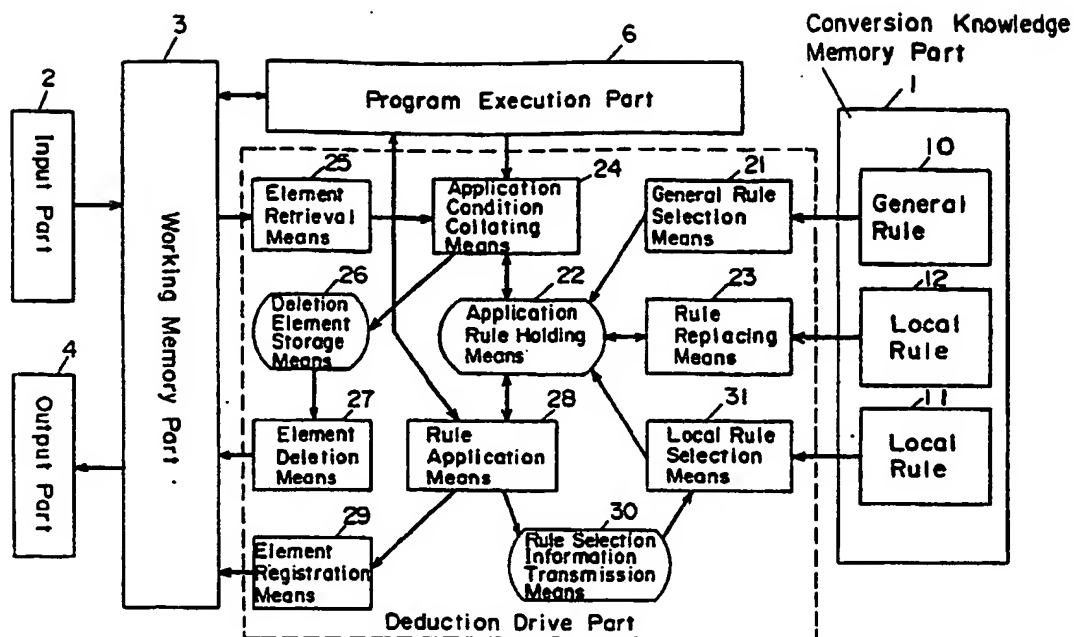 3
6
Conversion Knowledge
Memory Part
2
1
Program Execution Part
Input Part
Working Memory Part
25
24
21
10
Element
Retrieval
Means
Application
Condition
Collating
Means
General Rule
Selection
Means
General
Rule
26
22
23
12
Deletion
Element
Storage
Means
Application
Rule Holding
Means
Rule
Replacing
Means
Local
Rule
4
27
28
31
11
Output Part
Element
Deletion
Means
Rule
Application
Means
Local Rule
Selection
Means
Local
Rule
29
30
Element
Registration
Means
Rule Selection
Information
Transmission
Means
Deduction Drive Part